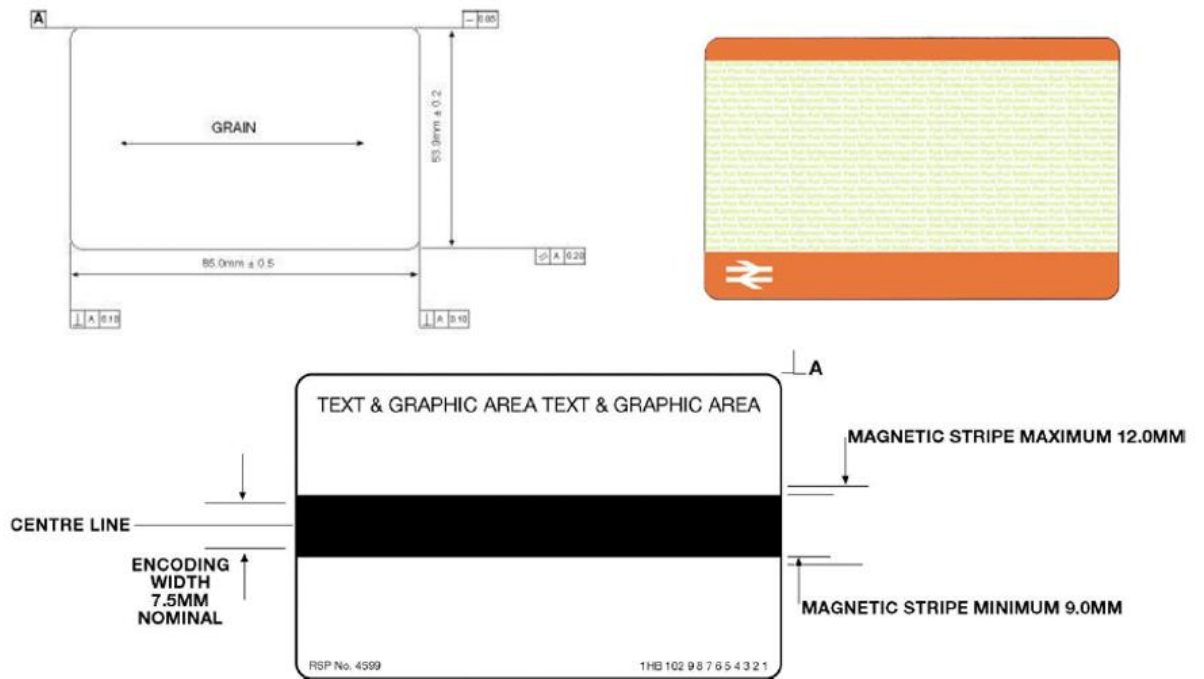 A
GRAIN
53.9mm ± 0.2
85.0mm ± 0.5
A 0.20
⊥ A 0.10
⊥ A 0.10
A
TEXT & GRAPHIC AREA TEXT & GRAPHIC AREA
MAGNETIC STRIPE MAXIMUM 12.0MM
CENTRE LINE
ENCODING
WIDTH
7.5MM
NOMINAL
MAGNETIC STRIPE MINIMUM 9.0MM
RSP No. 4599
1HB 102 9 8 7 6 5 4 3 2 1